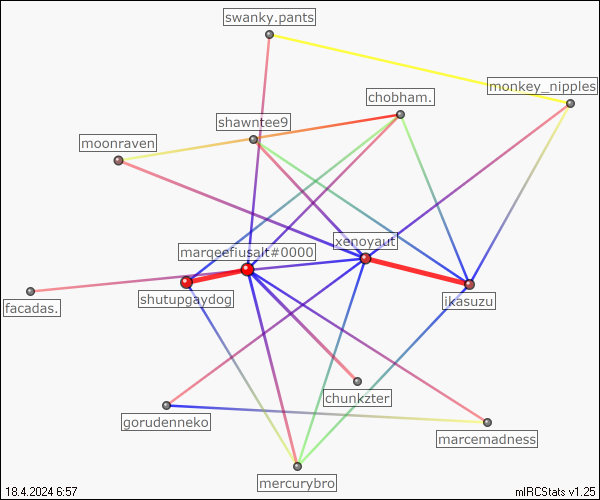 swanky.pants
monkey_nipples
chobham.
shawntee9
moonraven
xenoyaut
marqeefiusalt#0000
facadas.
shutupgaydog
ikasuzu
chunkzter
gorudenneko
marcemadness
mercurybro
18.4.2024 6:57
mIRCStats v1.25